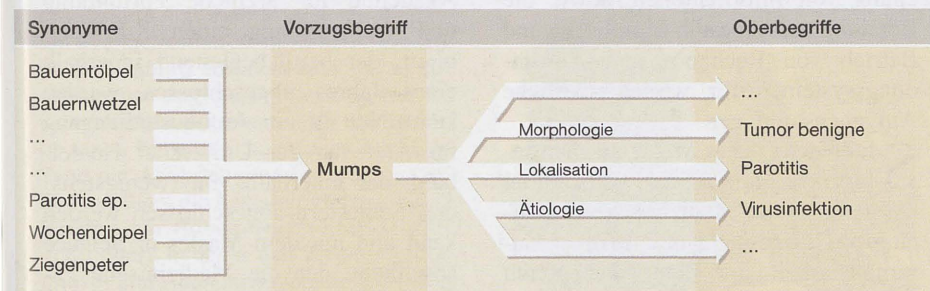 Synonyme Vorzugsbegriff Oberbegriffe
Bauerntölpel
Bauernwetzel
...
...
Parotitis ep.
Wochendippel
Ziegenpeter
Mumps
Morphologie
Lokalisation
Ätiologie
...
Tumor benigne
Parotitis
Virusinfektion
...